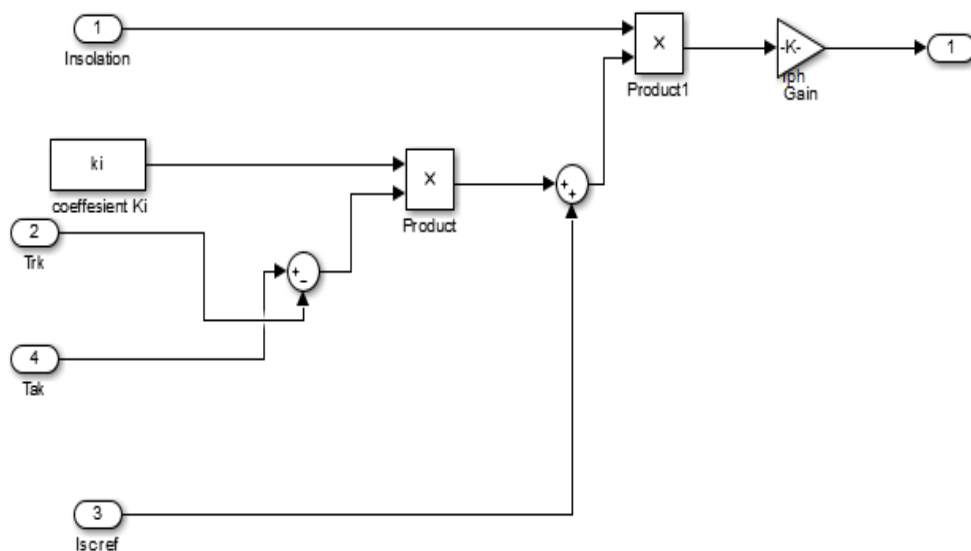 1
Insolation
X
Product1
-K-
Iph
Gain
1
ki
coeffesient Ki
X
Product
+
+
2
Trk
+
-
4
Tak
3
Iscref